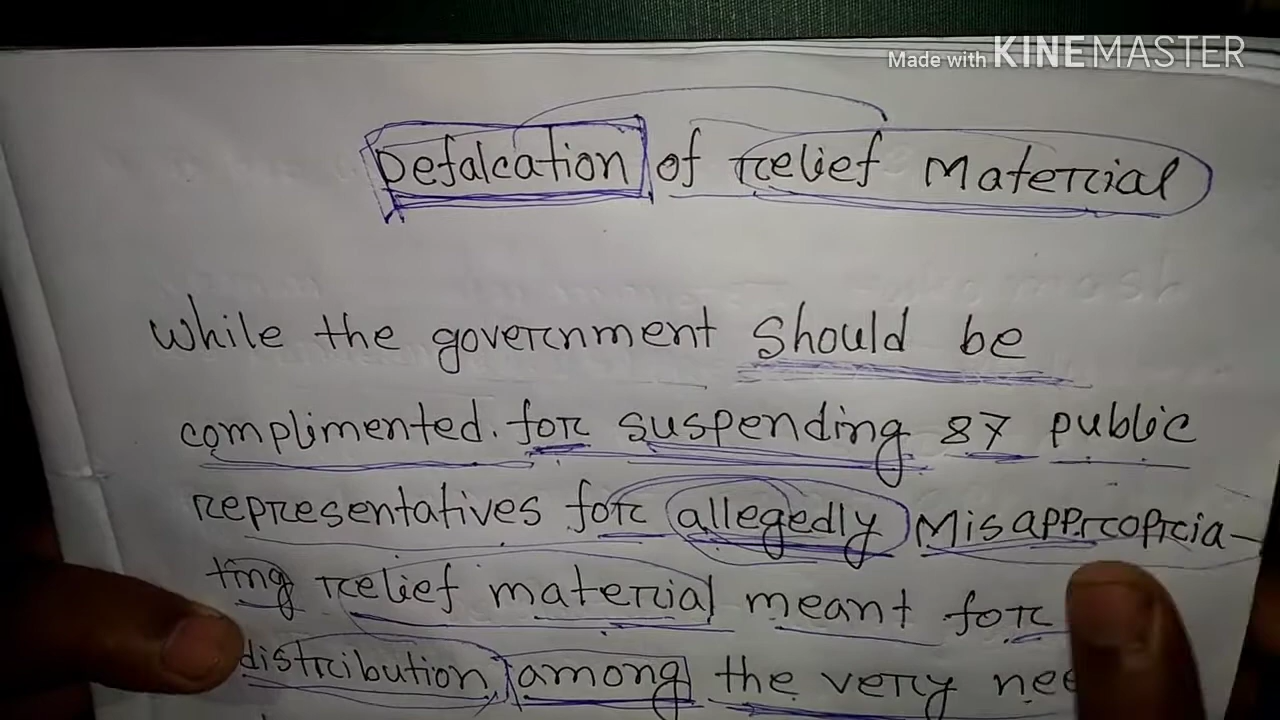 Made with KINEMASTER
Defalcation of relief Material
While the government should be
complimented. for suspending 87 public
representatives for allegedly Misappropria-
ting relief material meant for
distribution among the very